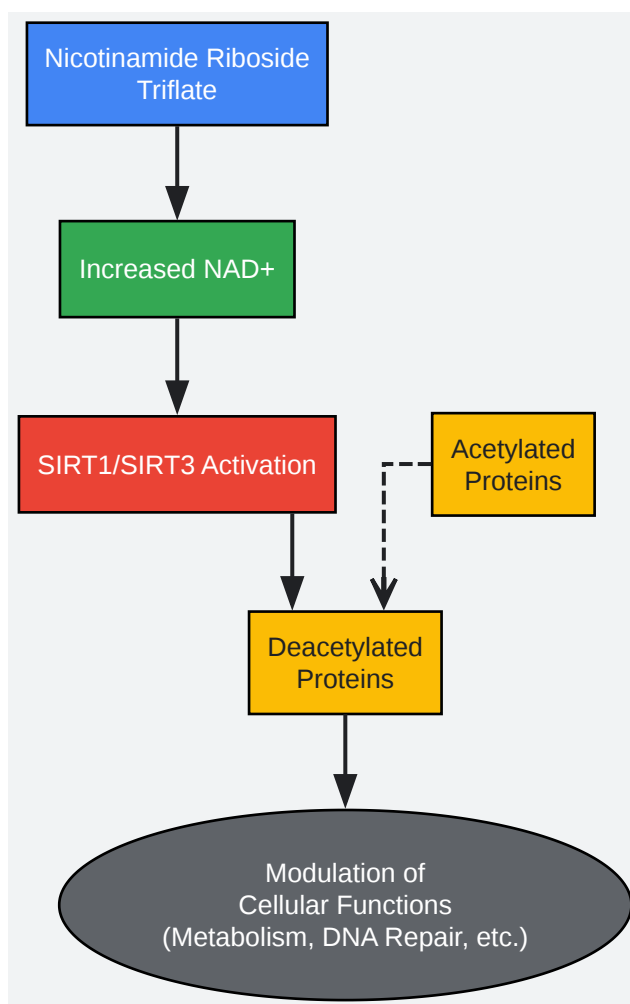 Nicotinamide Riboside
Triflate
Increased NAD+
SIRT1/SIRT3 Activation
Acetylated
Proteins
Deacetylated
Proteins
Modulation of
Cellular Functions
(Metabolism, DNA Repair, etc.)